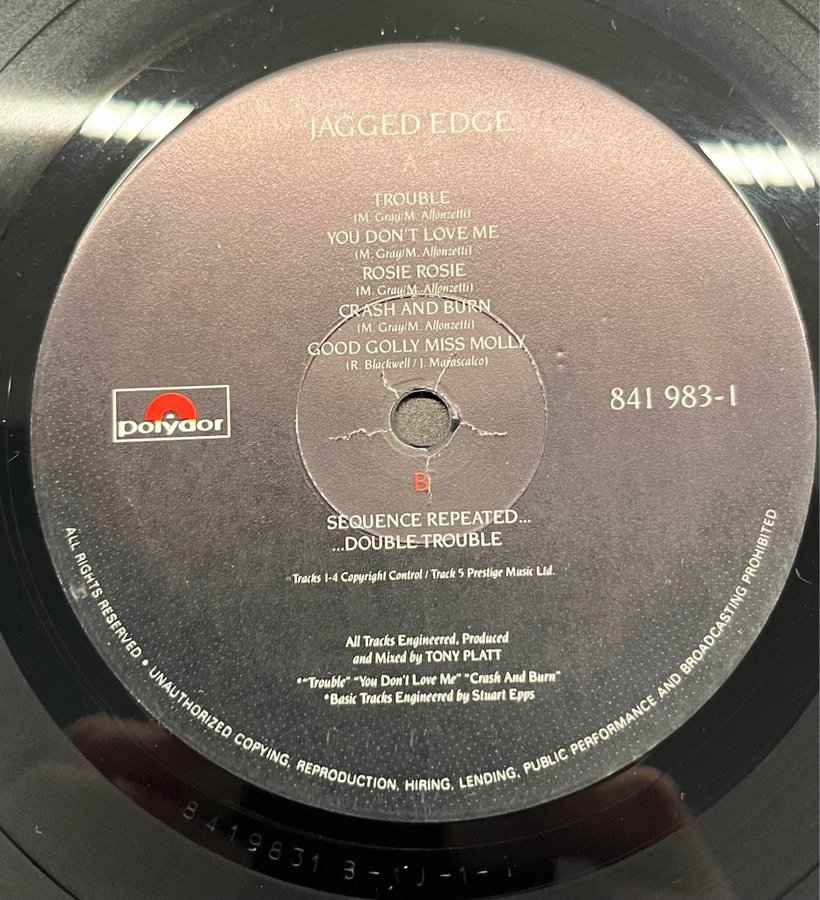 JAGGED EDGE
A
TROUBLE
(M. Gray/M. Alfonzetti)
YOU DON'T LOVE ME
(M. Gray/M. Alfonzetti)
ROSIE ROSIE
(M. Gray/M. Alfonzetti)
CRASH AND BURN
(M. Gray/M. Alfonzetti)
GOOD GOLLY MISS MOLLY
(R. Blackwell / J. Marascalco)
polydor
841 983-1
B
SEQUENCE REPEATED...
...DOUBLE TROUBLE
Tracks 1-4 Copyright Control / Track 5 Prestige Music Ltd.
All Tracks Engineered, Produced
and Mixed by TONY PLATT
*"Trouble" "You Don't Love Me" "Crash And Burn"
*Basic Tracks Engineered by Stuart Epps
ALL RIGHTS RESERVED • UNAUTHORIZED COPYING, REPRODUCTION, HIRING, LENDING, PUBLIC PERFORMANCE AND BROADCASTING PROHIBITED
8419831 B-1J-1-1